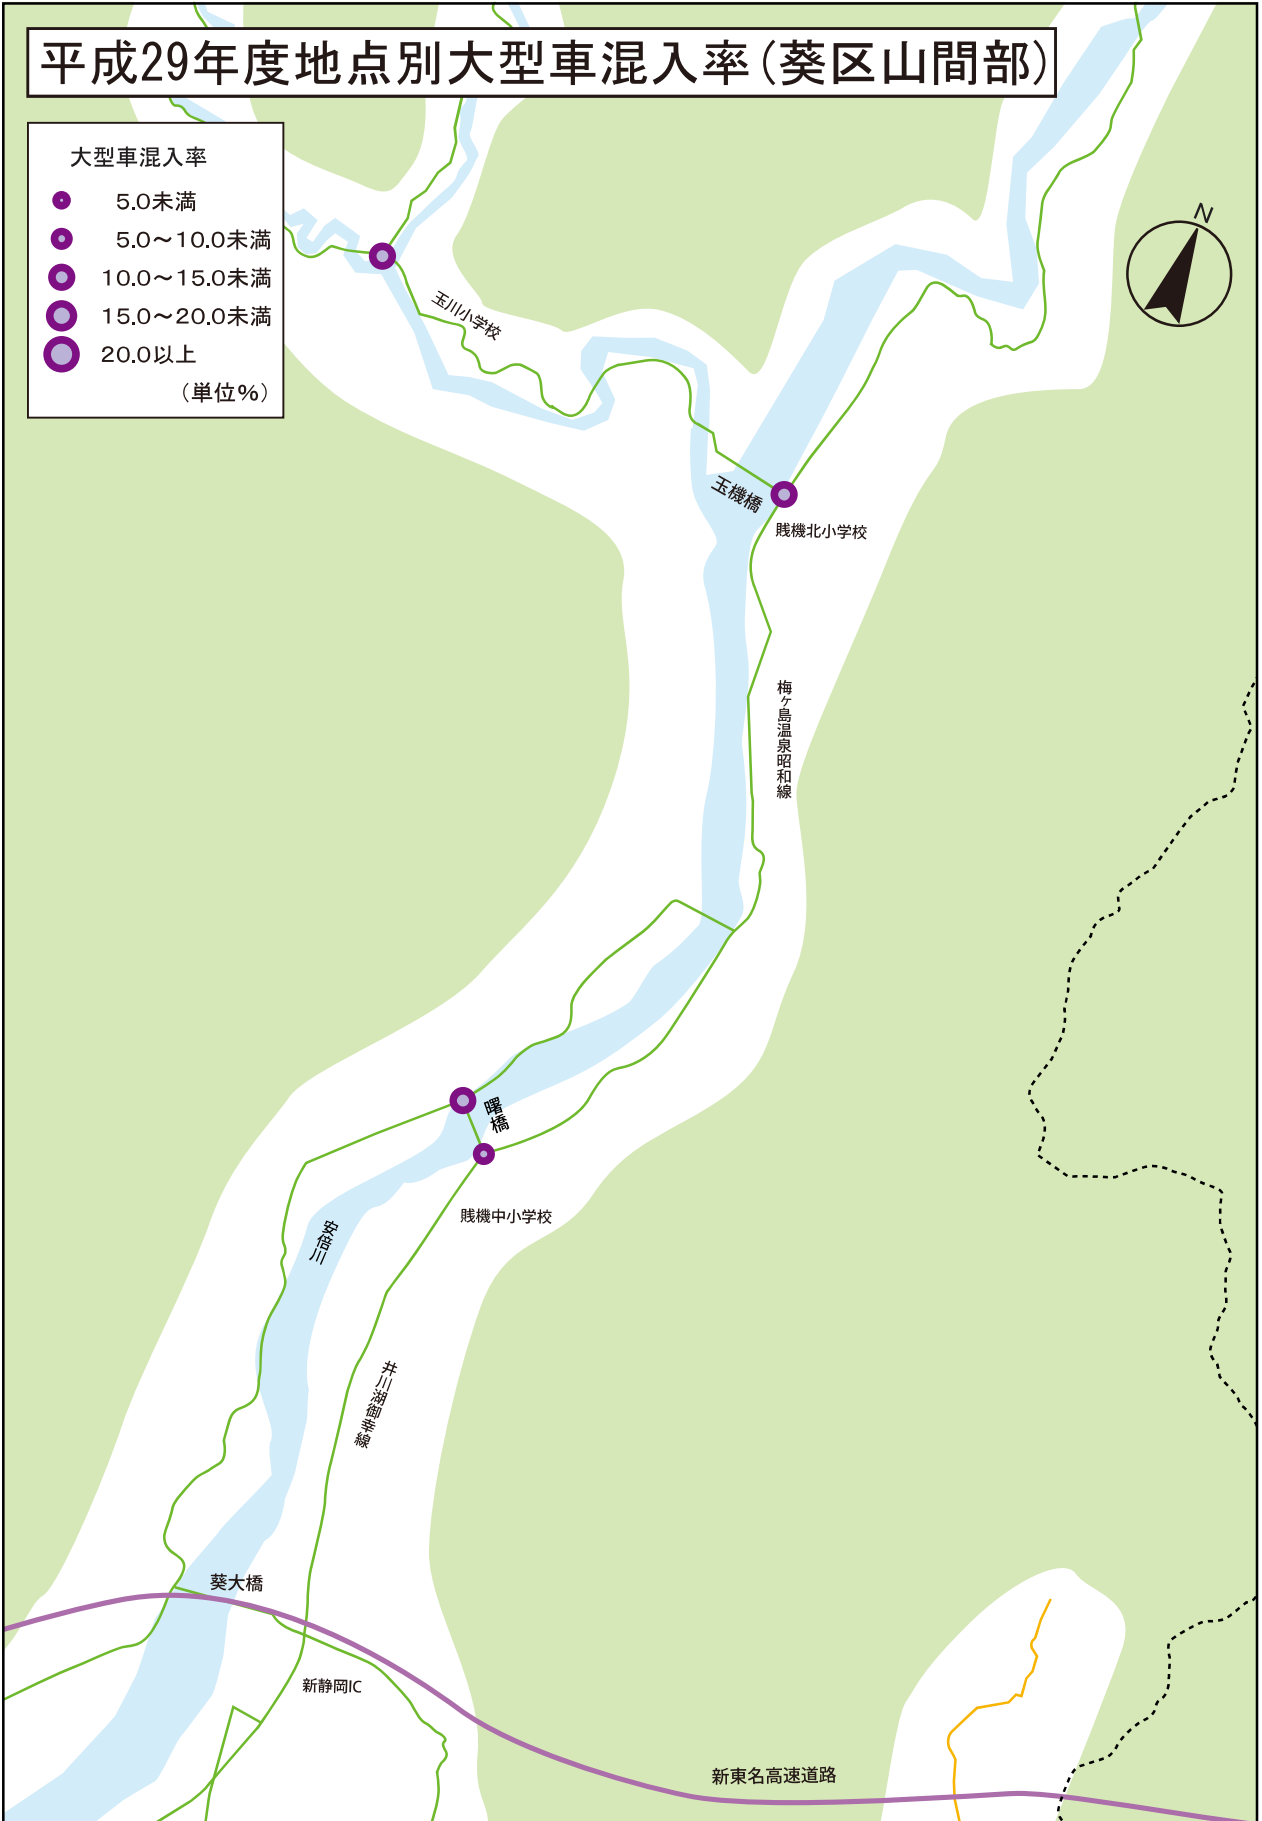 平成29年度地点別大型車混入率(葵区山間部)
大型車混入率
5.0未満
5.0～10.0未満
10.0～15.0未満
15.0～20.0未満
20.0以上
(単位%)
N
玉川小学校
玉機橋
賎機北小学校
梅ヶ島温泉昭和線
曙橋
賎機中小学校
安倍川
井川湖御幸線
葵大橋
新静岡IC
新東名高速道路